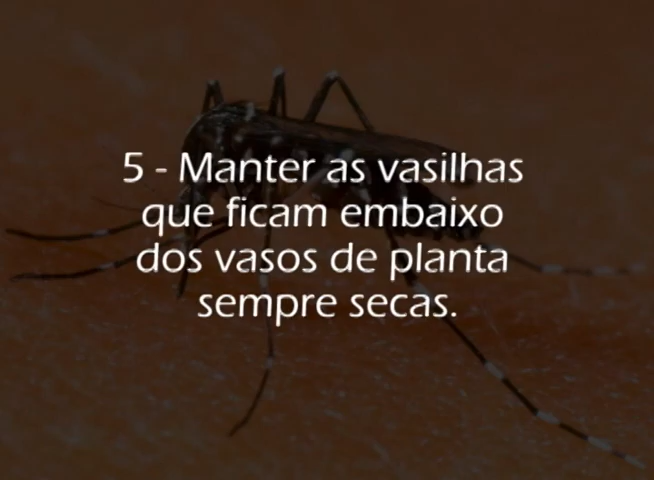 5 - Manter as vasilhas
que ficam embaixo
dos vasos de planta
sempre secas.